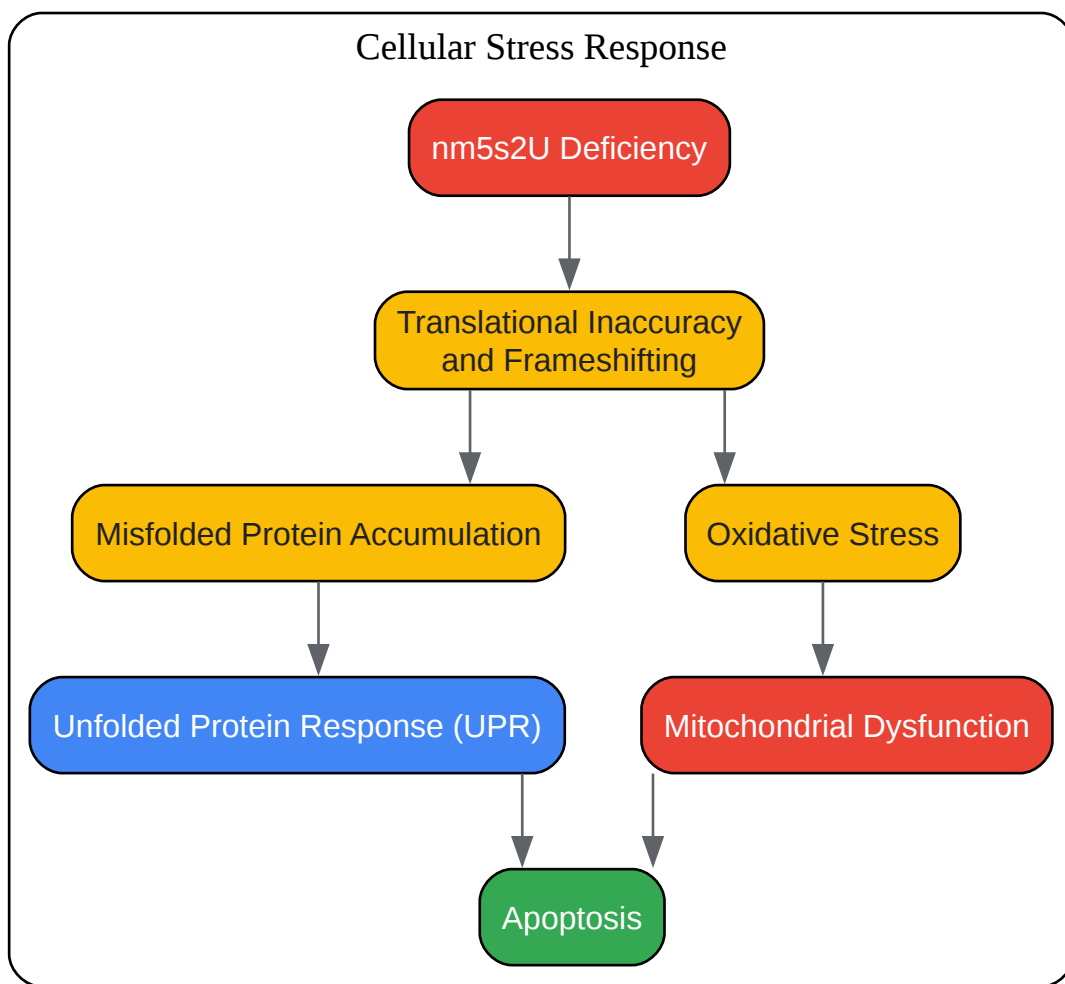 Cellular Stress Response
nm5s2U Deficiency
Translational Inaccuracy
and Frameshifting
Misfolded Protein Accumulation
Oxidative Stress
Unfolded Protein Response (UPR)
Mitochondrial Dysfunction
Apoptosis